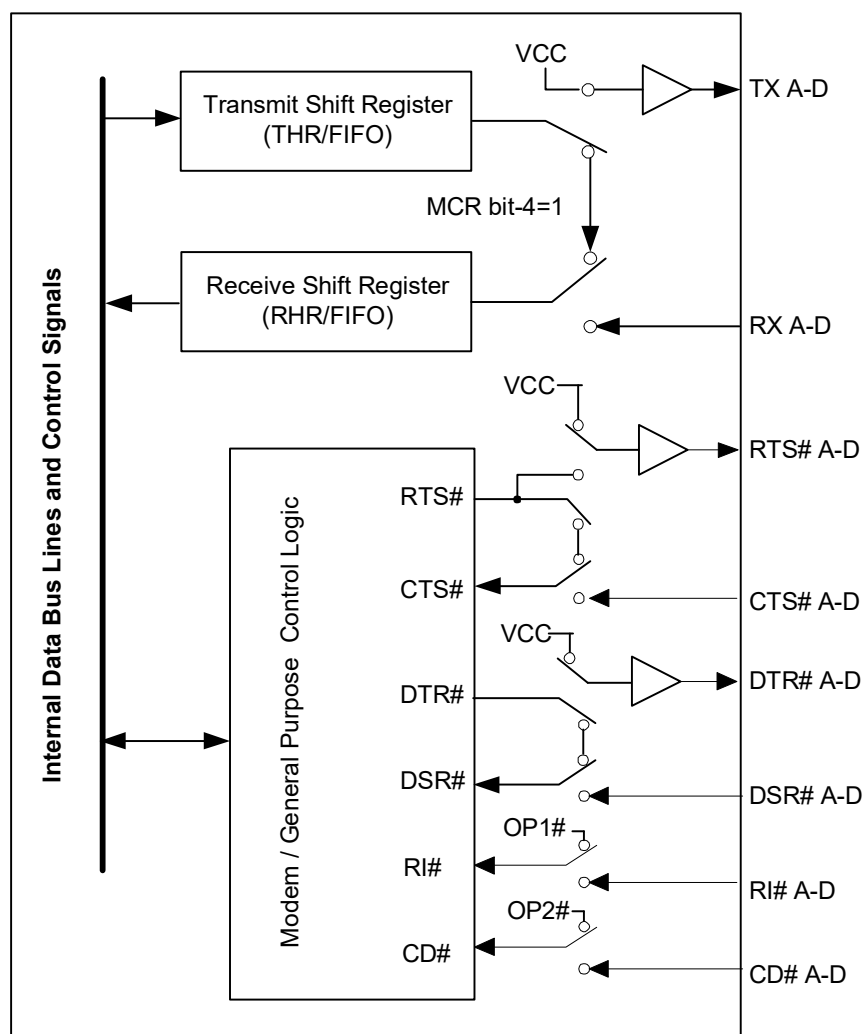 VCC
TX A-D
Transmit Shift Register
(THR/FIFO)
MCR bit-4=1
Receive Shift Register
(RHR/FIFO)
RX A-D
VCC
RTS# A-D
RTS#
CTS#
CTS# A-D
VCC
DTR# A-D
DTR#
DSR#
DSR# A-D
OP1#
RI#
RI# A-D
OP2#
CD#
CD# A-D
Internal Data Bus Lines and Control Signals
Modem / General Purpose Control Logic